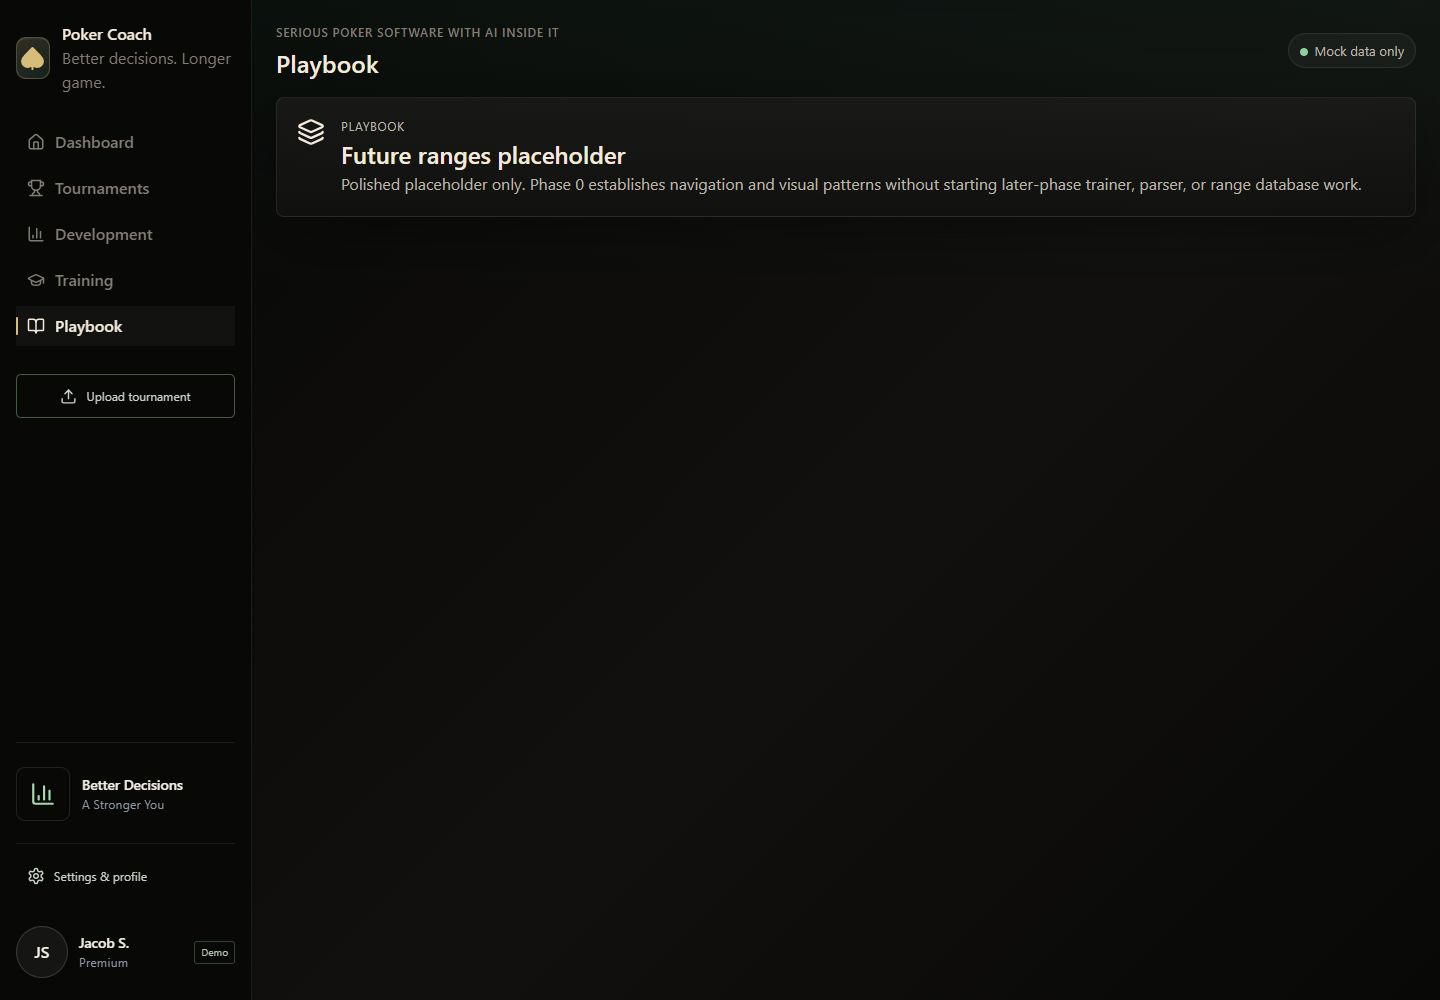 Poker Coach
Better decisions. Longer
game.
Dashboard
Tournaments
Development
Training
Playbook
Upload tournament
Better Decisions
A Stronger You
Settings & profile
JS
Jacob S.
Premium
Demo
SERIOUS POKER SOFTWARE WITH AI INSIDE IT
Playbook
Mock data only
PLAYBOOK
Future ranges placeholder
Polished placeholder only. Phase 0 establishes navigation and visual patterns without starting later-phase trainer, parser, or range database work.